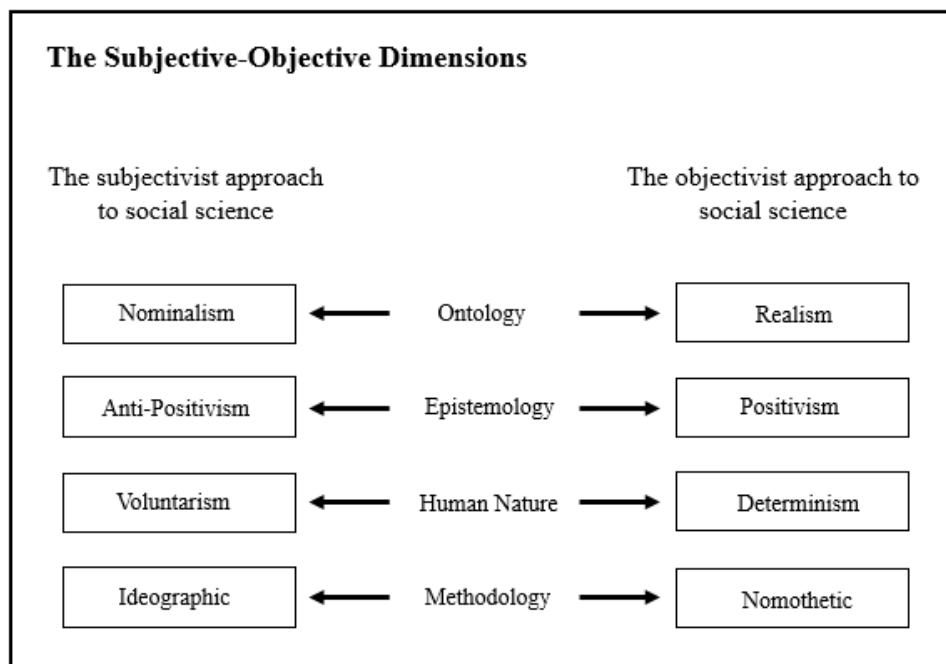 The Subjective-Objective Dimensions
The subjectivist approach
to social science
The objectivist approach to
social science
Nominalism
Ontology
Realism
Anti-Positivism
Epistemology
Positivism
Voluntarism
Human Nature
Determinism
Ideographic
Methodology
Nomothetic